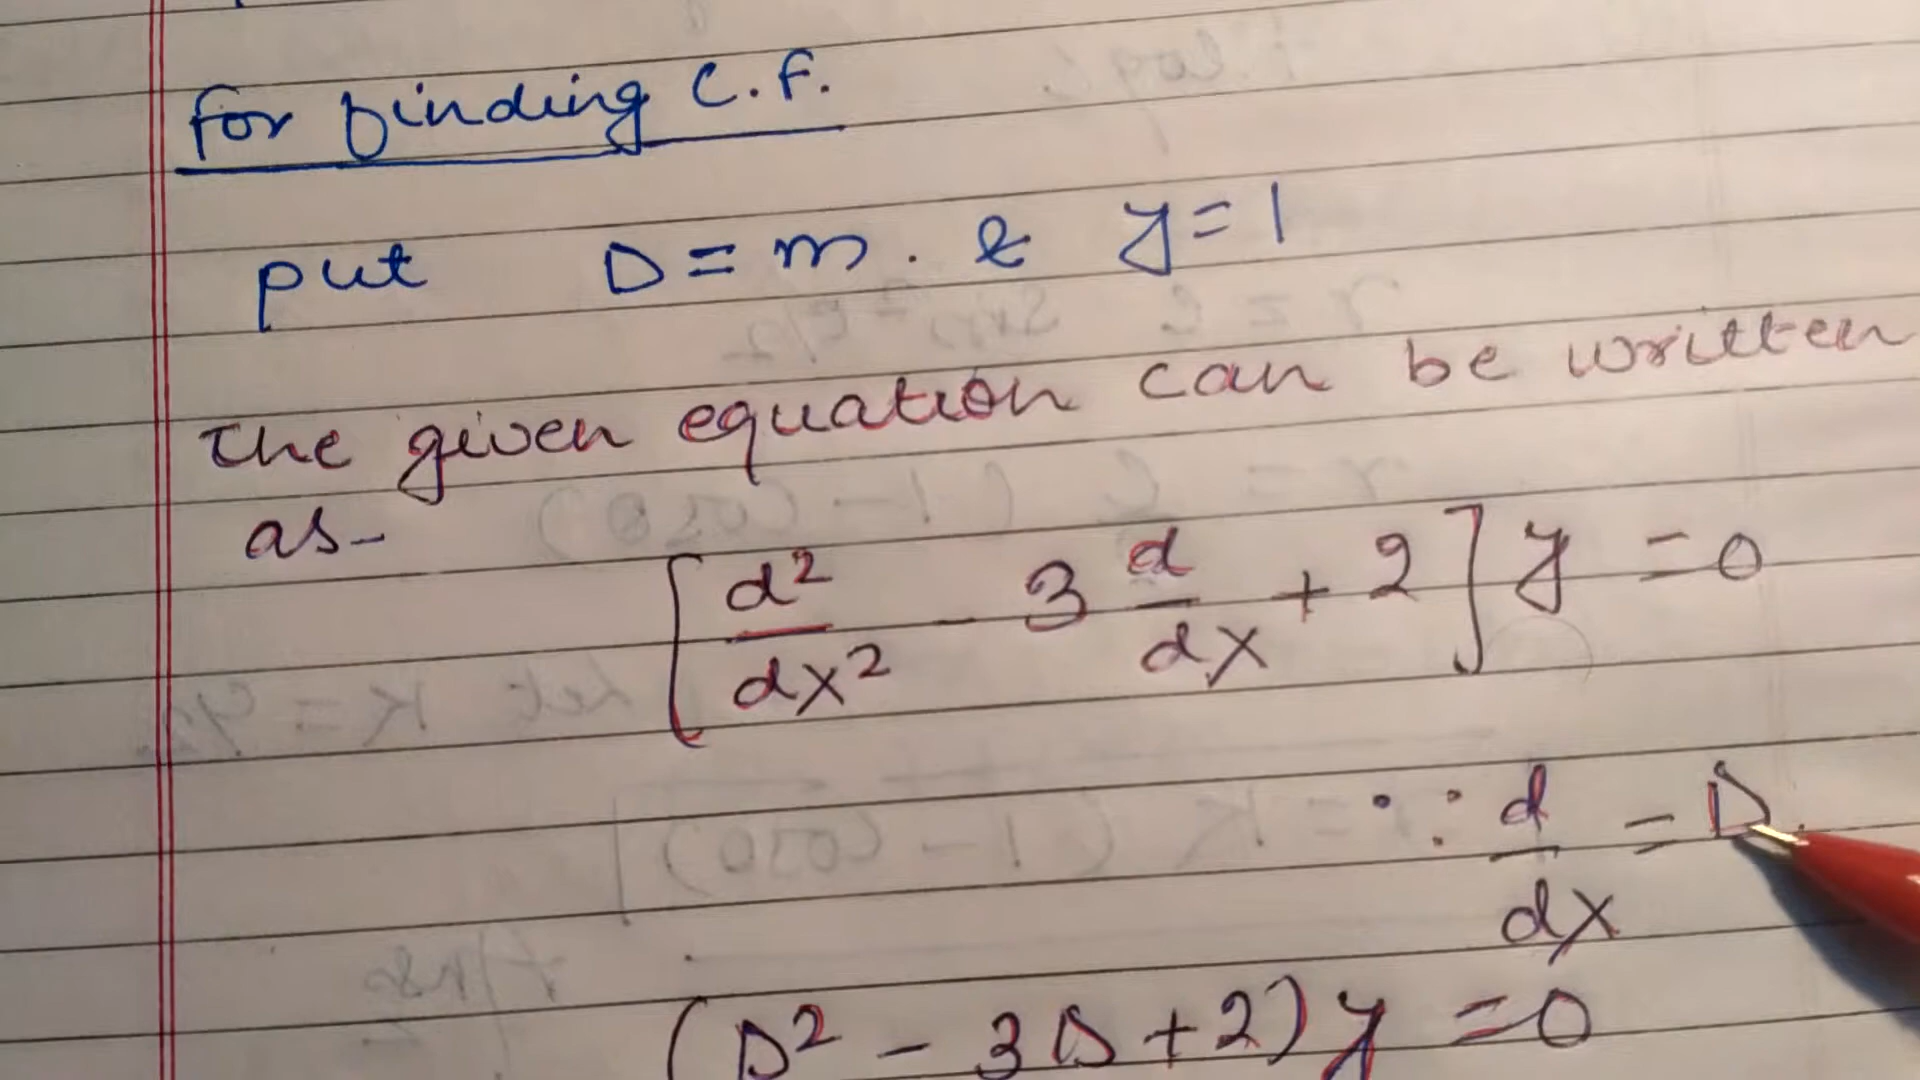 for finding C.F.
put D = m . & y = 1
The given equation can be written
as-
[d²/dx² - 3 d/dx + 2] y = 0
∵ d/dx = D.
(D² - 3D + 2) y = 0